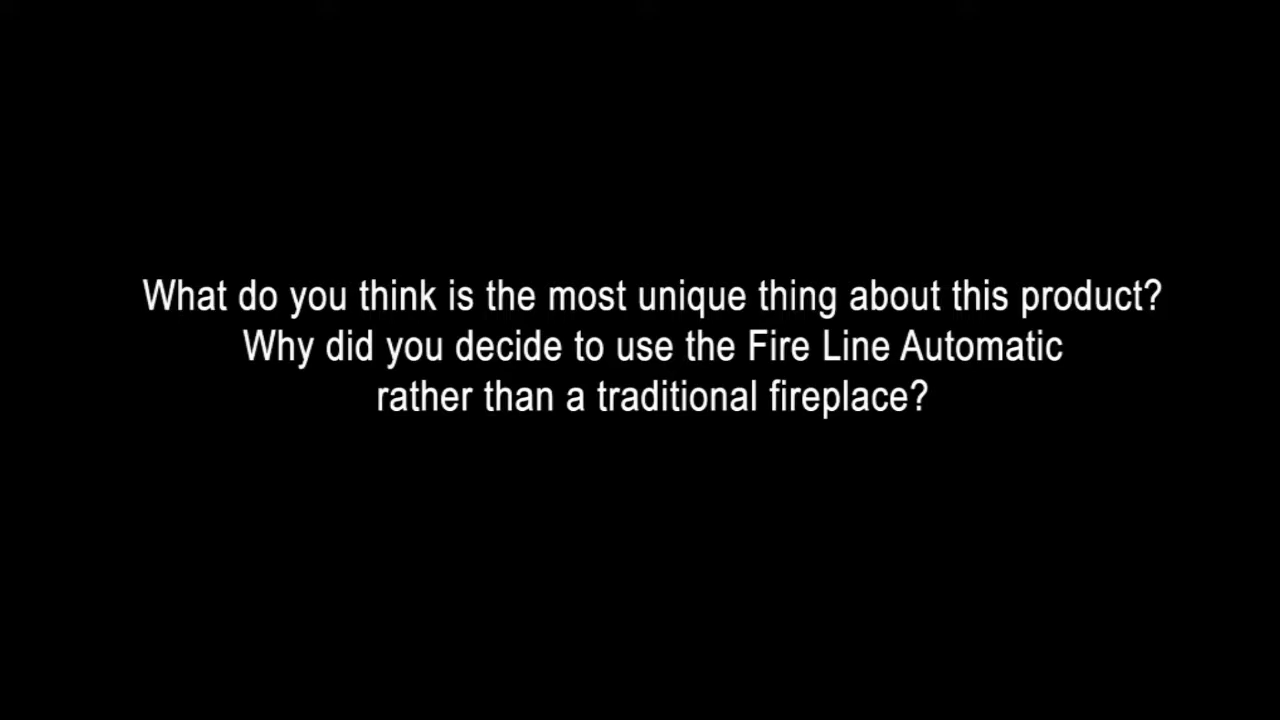 What do you think is the most unique thing about this product?
Why did you decide to use the Fire Line Automatic
rather than a traditional fireplace?